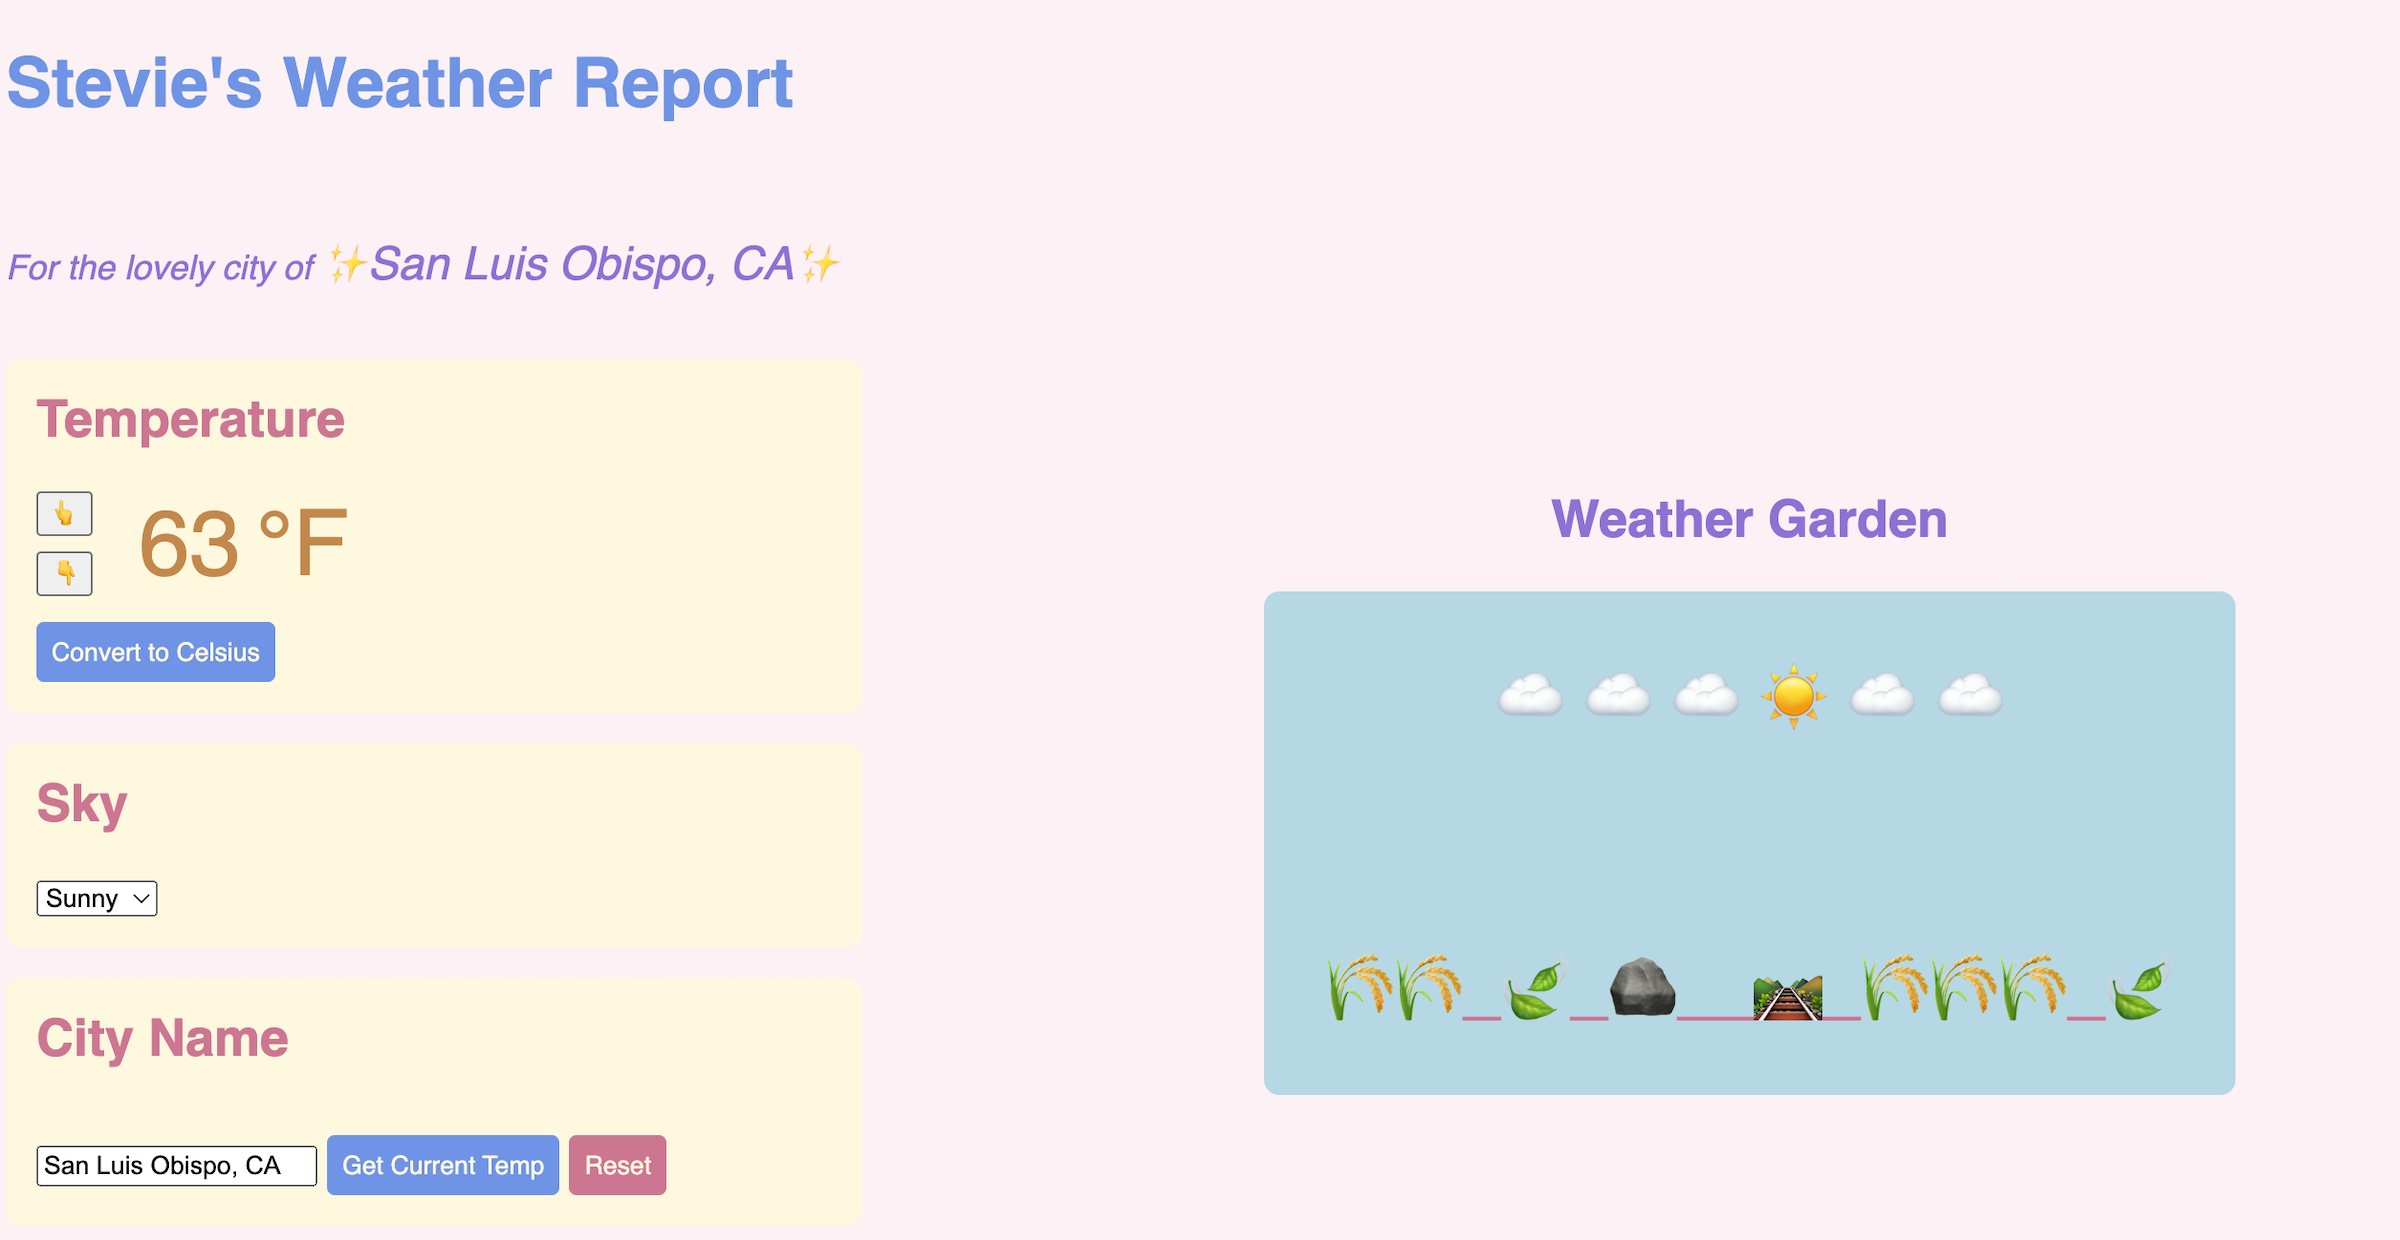 Stevie's Weather Report
For the lovely city of ✨San Luis Obispo, CA✨
Temperature
63 °F
Convert to Celsius
Sky
Sunny
City Name
San Luis Obispo, CA
Get Current Temp
Reset
Weather Garden